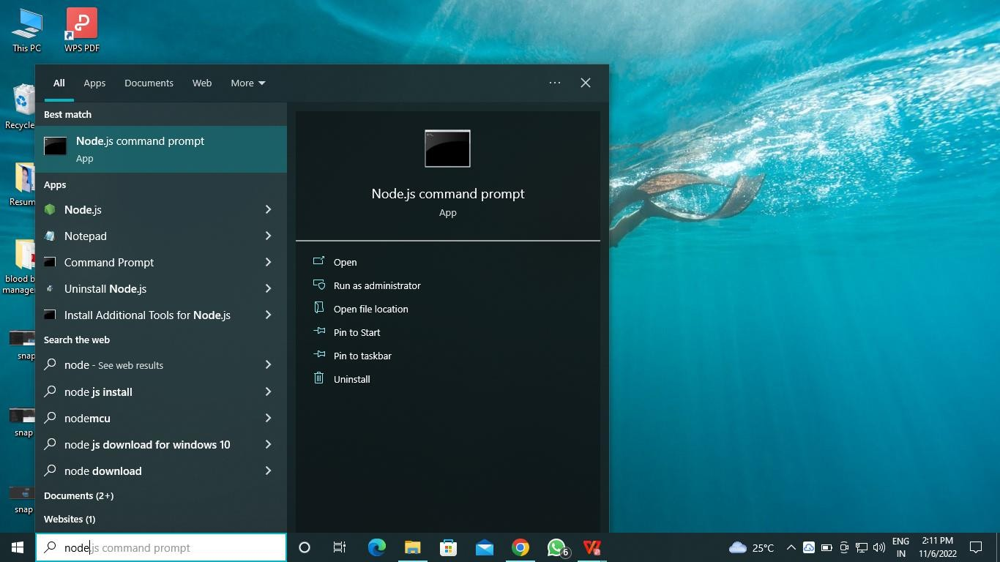 This PC
WPS PDF
Recycle
Resum
blood b
manager
snap
snap
snap
All
Apps
Documents
Web
More
Best match
Node.js command prompt
App
Apps
Node.js
Notepad
Command Prompt
Uninstall Node.js
Install Additional Tools for Node.js
Search the web
node - See web results
node js install
nodemcu
node js download for windows 10
node download
Documents (2+)
Websites (1)
Node.js command prompt
App
Open
Run as administrator
Open file location
Pin to Start
Pin to taskbar
Uninstall
node.js command prompt
6
25°C
ENG
IN
2:11 PM
11/6/2022